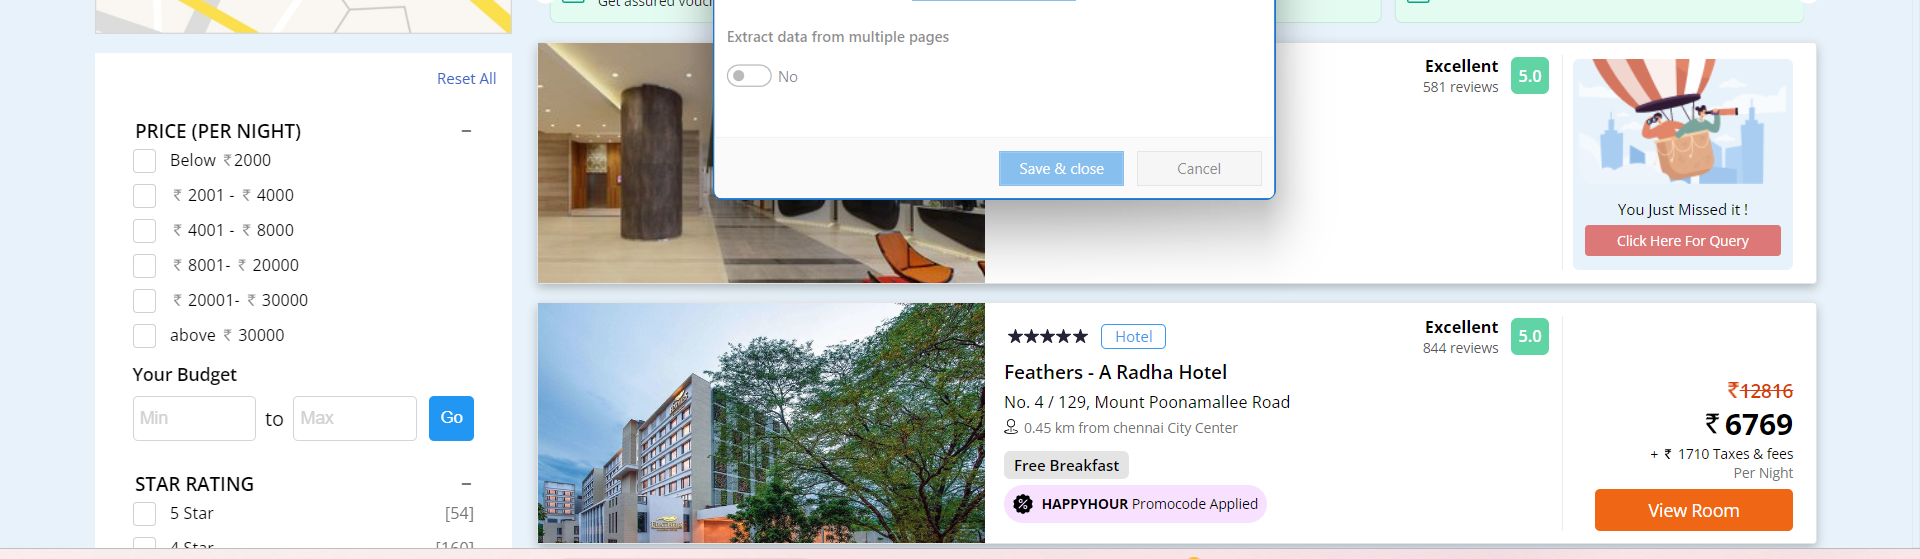 Get assured vouch
Extract data from multiple pages
No
Save & close
Cancel
Reset All
PRICE (PER NIGHT)
Below ₹2000
₹ 2001 - ₹ 4000
₹ 4001 - ₹ 8000
₹ 8001- ₹ 20000
₹ 20001- ₹ 30000
above ₹ 30000
Your Budget
Min to Max Go
STAR RATING
5 Star [54]
4 Star [160]
Excellent
581 reviews
5.0
You Just Missed it !
Click Here For Query
Hotel
Feathers - A Radha Hotel
No. 4 / 129, Mount Poonamallee Road
0.45 km from chennai City Center
Free Breakfast
HAPPYHOUR Promocode Applied
Excellent
844 reviews
5.0
₹12816
₹ 6769
+ ₹ 1710 Taxes & fees
Per Night
View Room